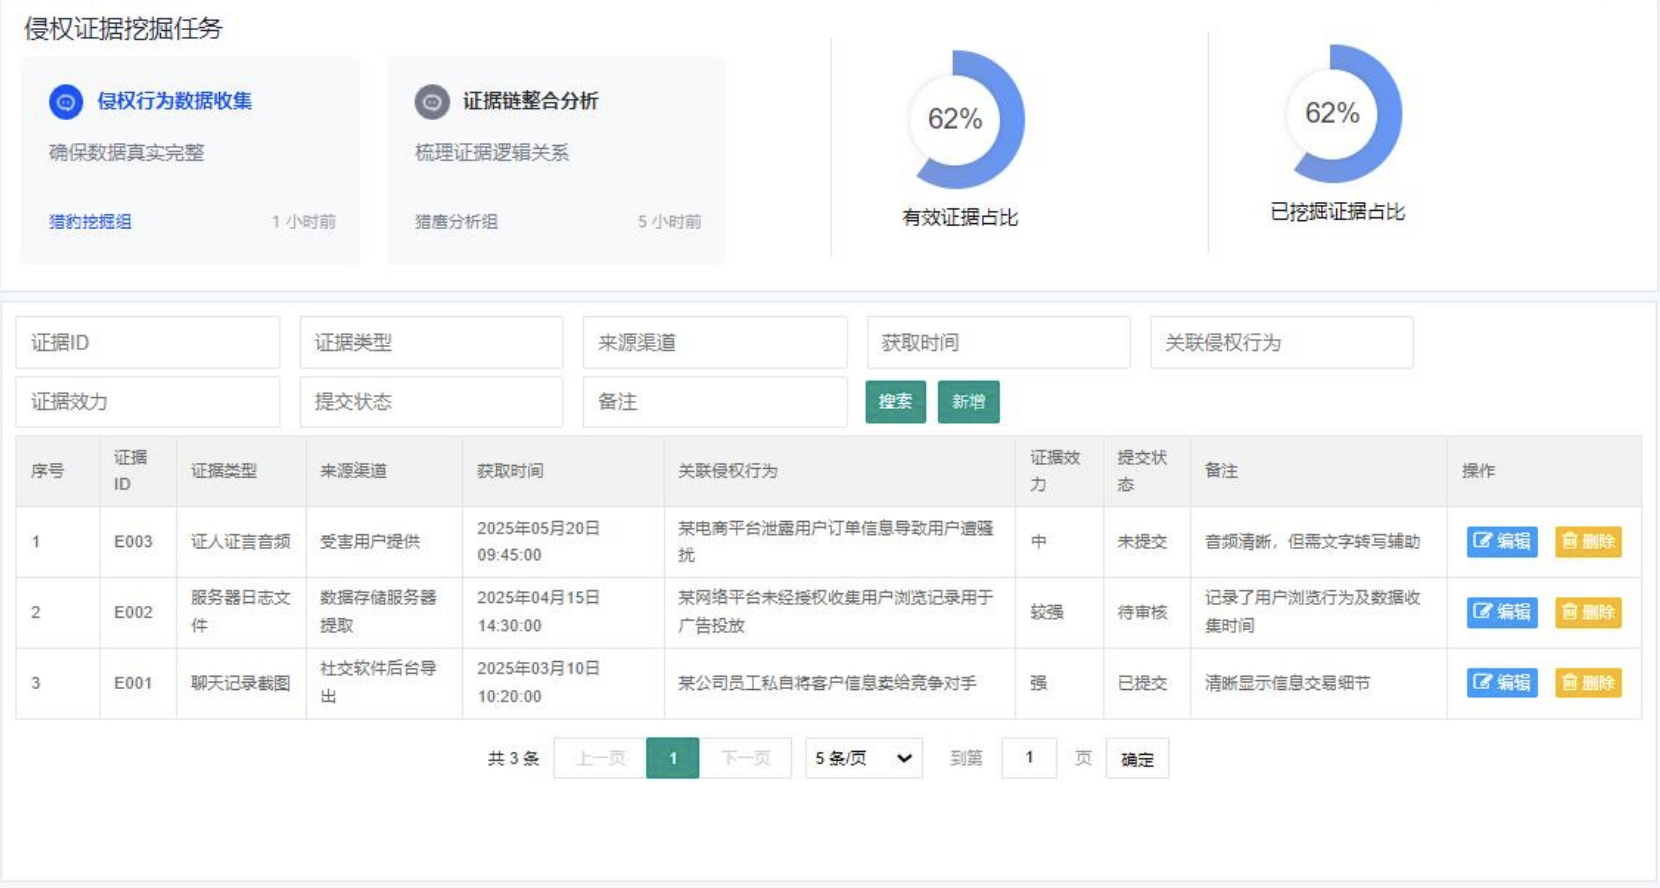 侵权证据挖掘任务
侵权行为数据收集
确保数据真实完整
猎豹挖掘组 1 小时前
证据链整合分析
梳理证据逻辑关系
猎鹰分析组 5 小时前
62%
有效证据占比
62%
已挖掘证据占比
证据ID 证据类型 来源渠道 获取时间 关联侵权行为
证据效力 提交状态 备注 搜索 新增
序号 证据ID 证据类型 来源渠道 获取时间 关联侵权行为 证据效力 提交状态 备注 操作
1 E003 证人证言音频 受害用户提供 2025年05月20日 09:45:00 某电商平台泄露用户订单信息导致用户遭骚扰 中 未提交 音频清晰，但需文字转写辅助 编辑 删除
2 E002 服务器日志文件 数据存储服务器提取 2025年04月15日 14:30:00 某网络平台未经授权收集用户浏览记录用于广告投放 较强 待审核 记录了用户浏览行为及数据收集时间 编辑 删除
3 E001 聊天记录截图 社交软件后台导出 2025年03月10日 10:20:00 某公司员工私自将客户信息卖给竞争对手 强 已提交 清晰显示信息交易细节 编辑 删除
共 3 条 上一页 1 下一页 5 条/页 到第 1 页 确定